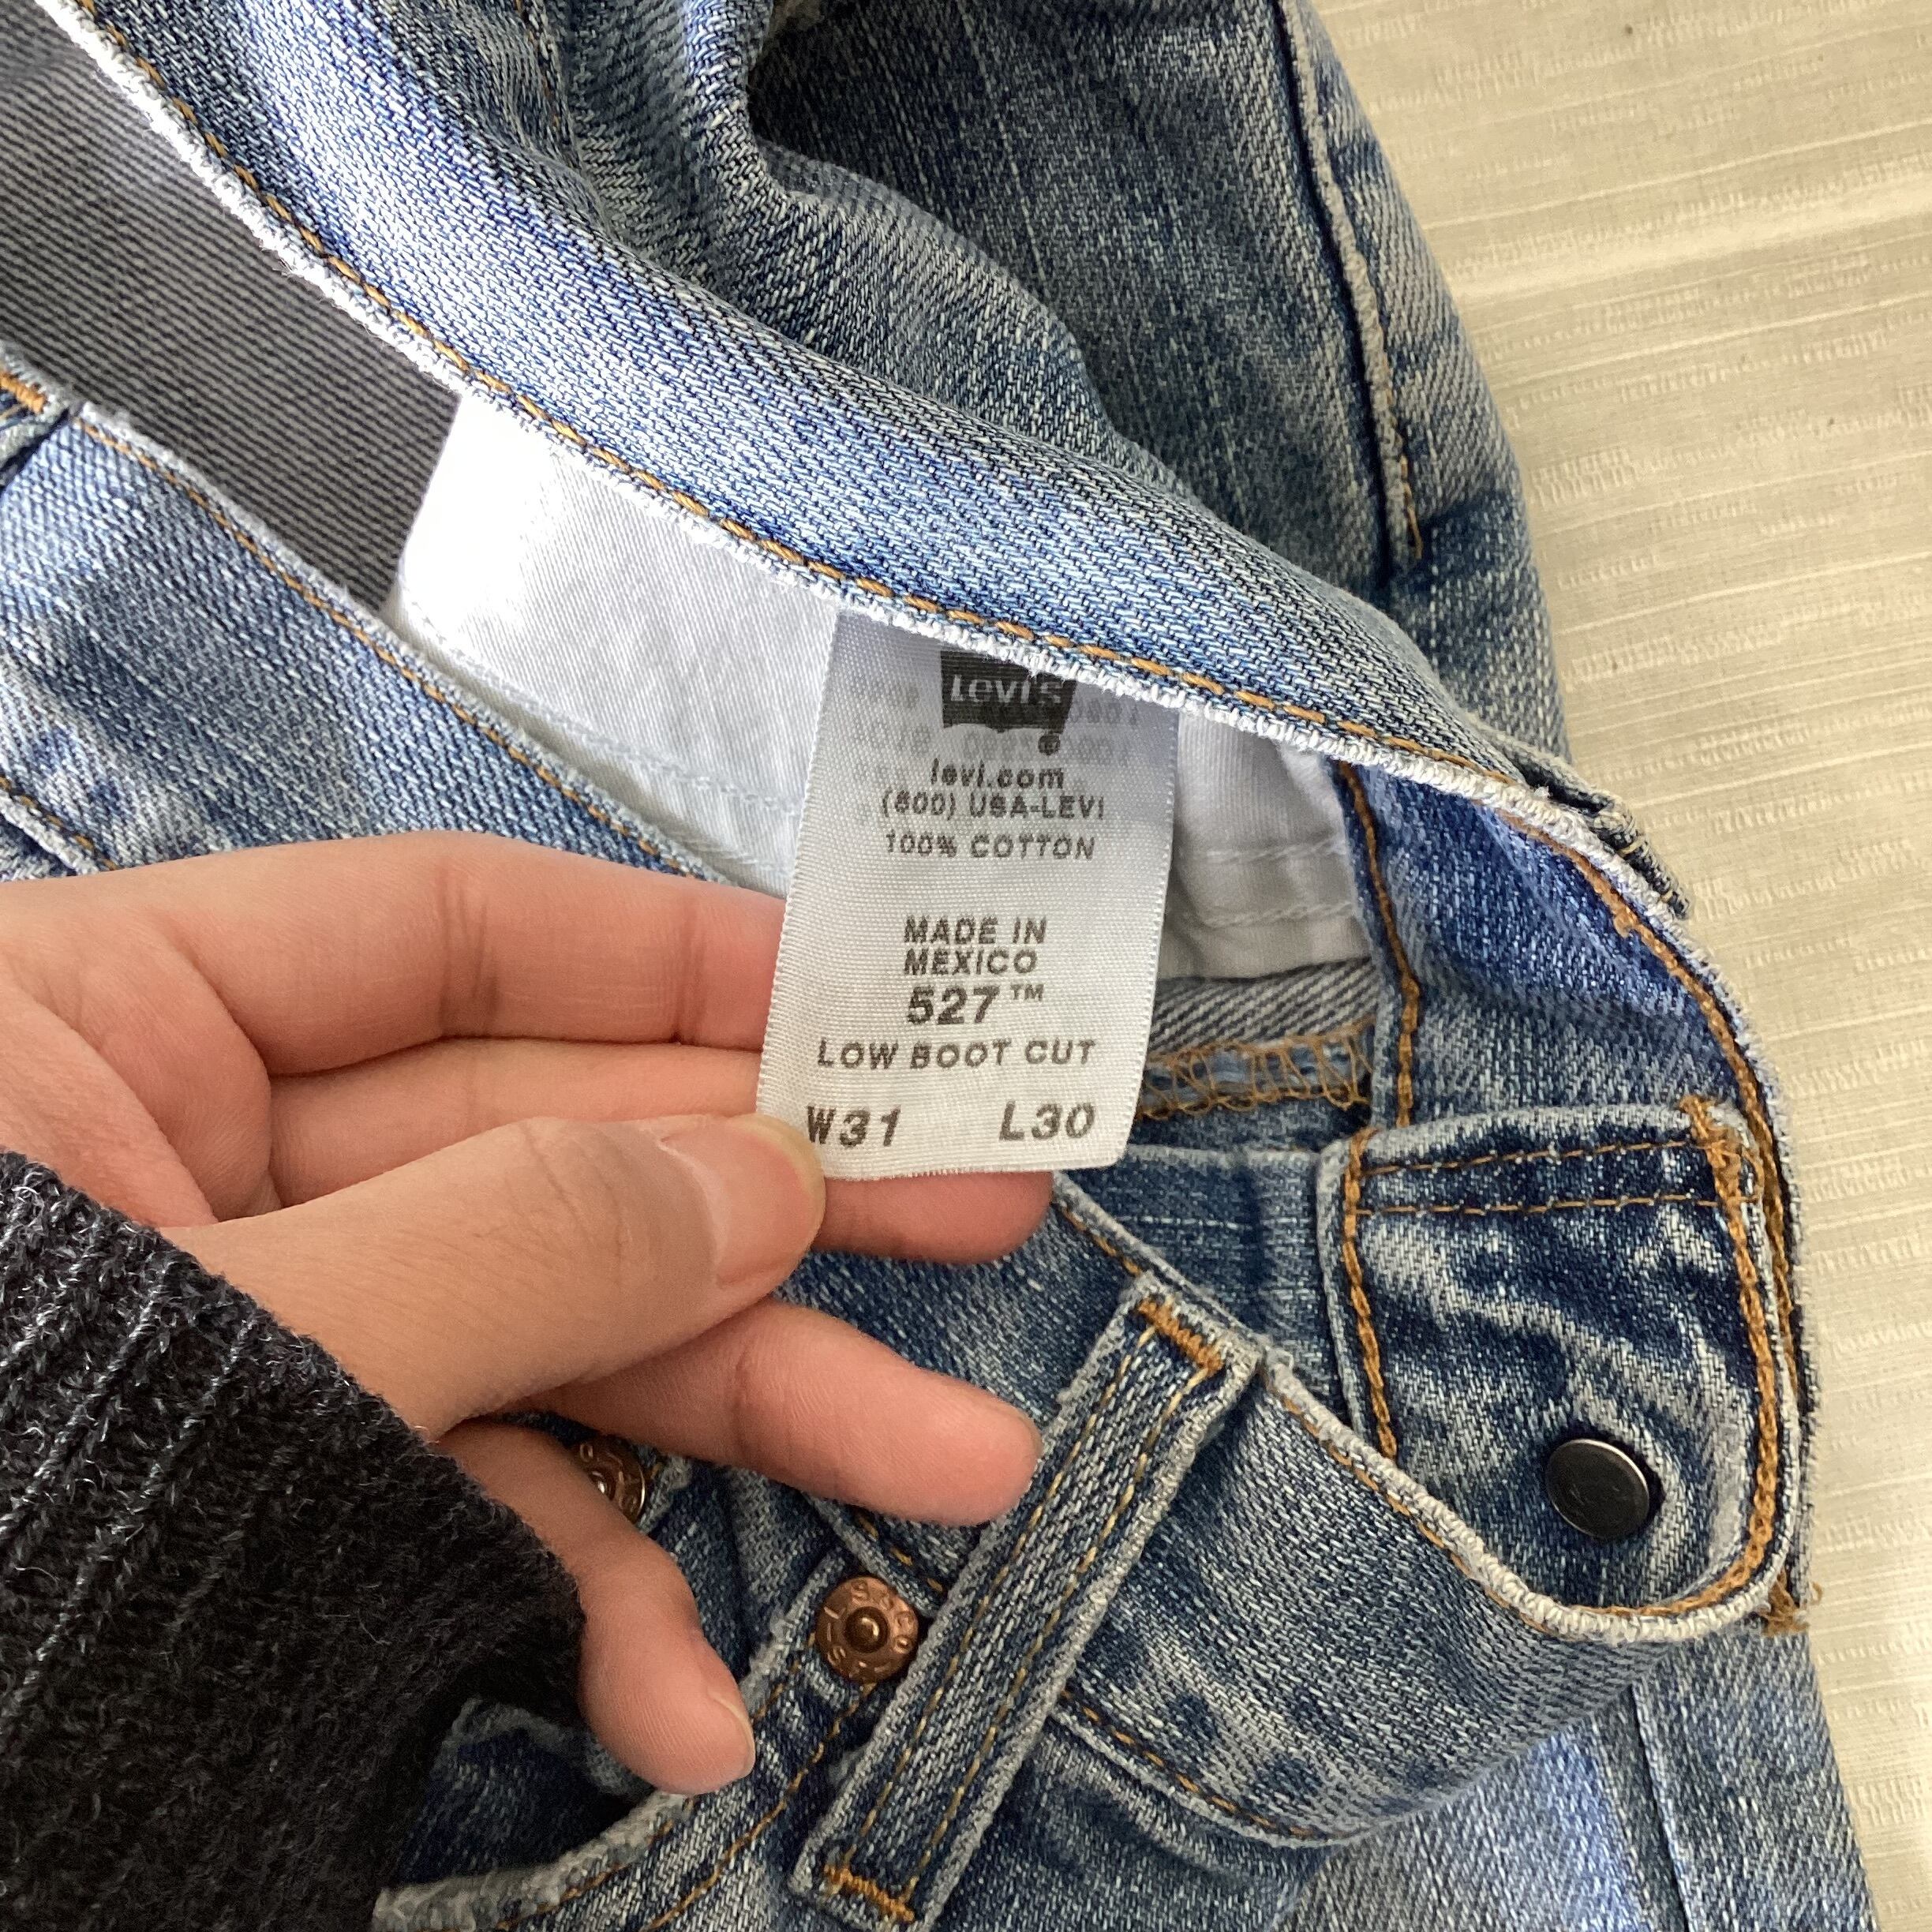 Levi's
®
levi.com
(800) USA-LEVI
100% COTTON
MADE IN
MEXICO
527™
LOW BOOT CUT
W31 L30